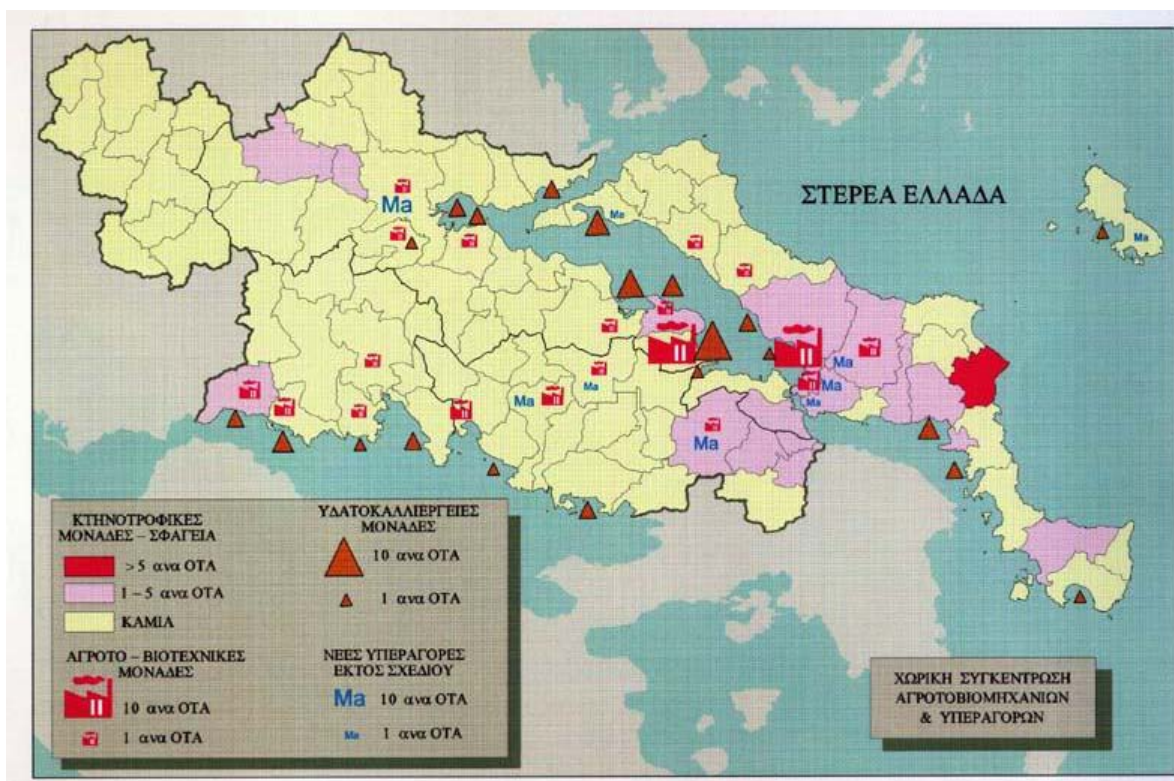 ΣΤΕΡΕΑ ΕΛΛΑΔΑ
Ma
Ma
Ma
Ma
Ma
Ma
Ma
Ma
Ma
ΚΤΗΝΟΤΡΟΦΙΚΕΣ
ΜΟΝΑΔΕΣ – ΣΦΑΓΕΙΑ
>5 ανα ΟΤΑ
1 – 5 ανα ΟΤΑ
ΚΑΜΙΑ
ΑΓΡΟΤΟ – ΒΙΟΤΕΧΝΙΚΕΣ
ΜΟΝΑΔΕΣ
10 ανα ΟΤΑ
1 ανα ΟΤΑ
ΥΔΑΤΟΚΑΛΛΙΕΡΓΕΙΕΣ
ΜΟΝΑΔΕΣ
10 ανα ΟΤΑ
1 ανα ΟΤΑ
ΝΕΕΣ ΥΠΕΡΑΓΟΡΕΣ
ΕΚΤΟΣ ΣΧΕΔΙΟΥ
Ma 10 ανα ΟΤΑ
Ma 1 ανα ΟΤΑ
ΧΩΡΙΚΗ ΣΥΓΚΕΝΤΡΩΣΗ
ΑΓΡΟΤΟΒΙΟΜΗΧΑΝΙΩΝ
& ΥΠΕΡΑΓΟΡΩΝ